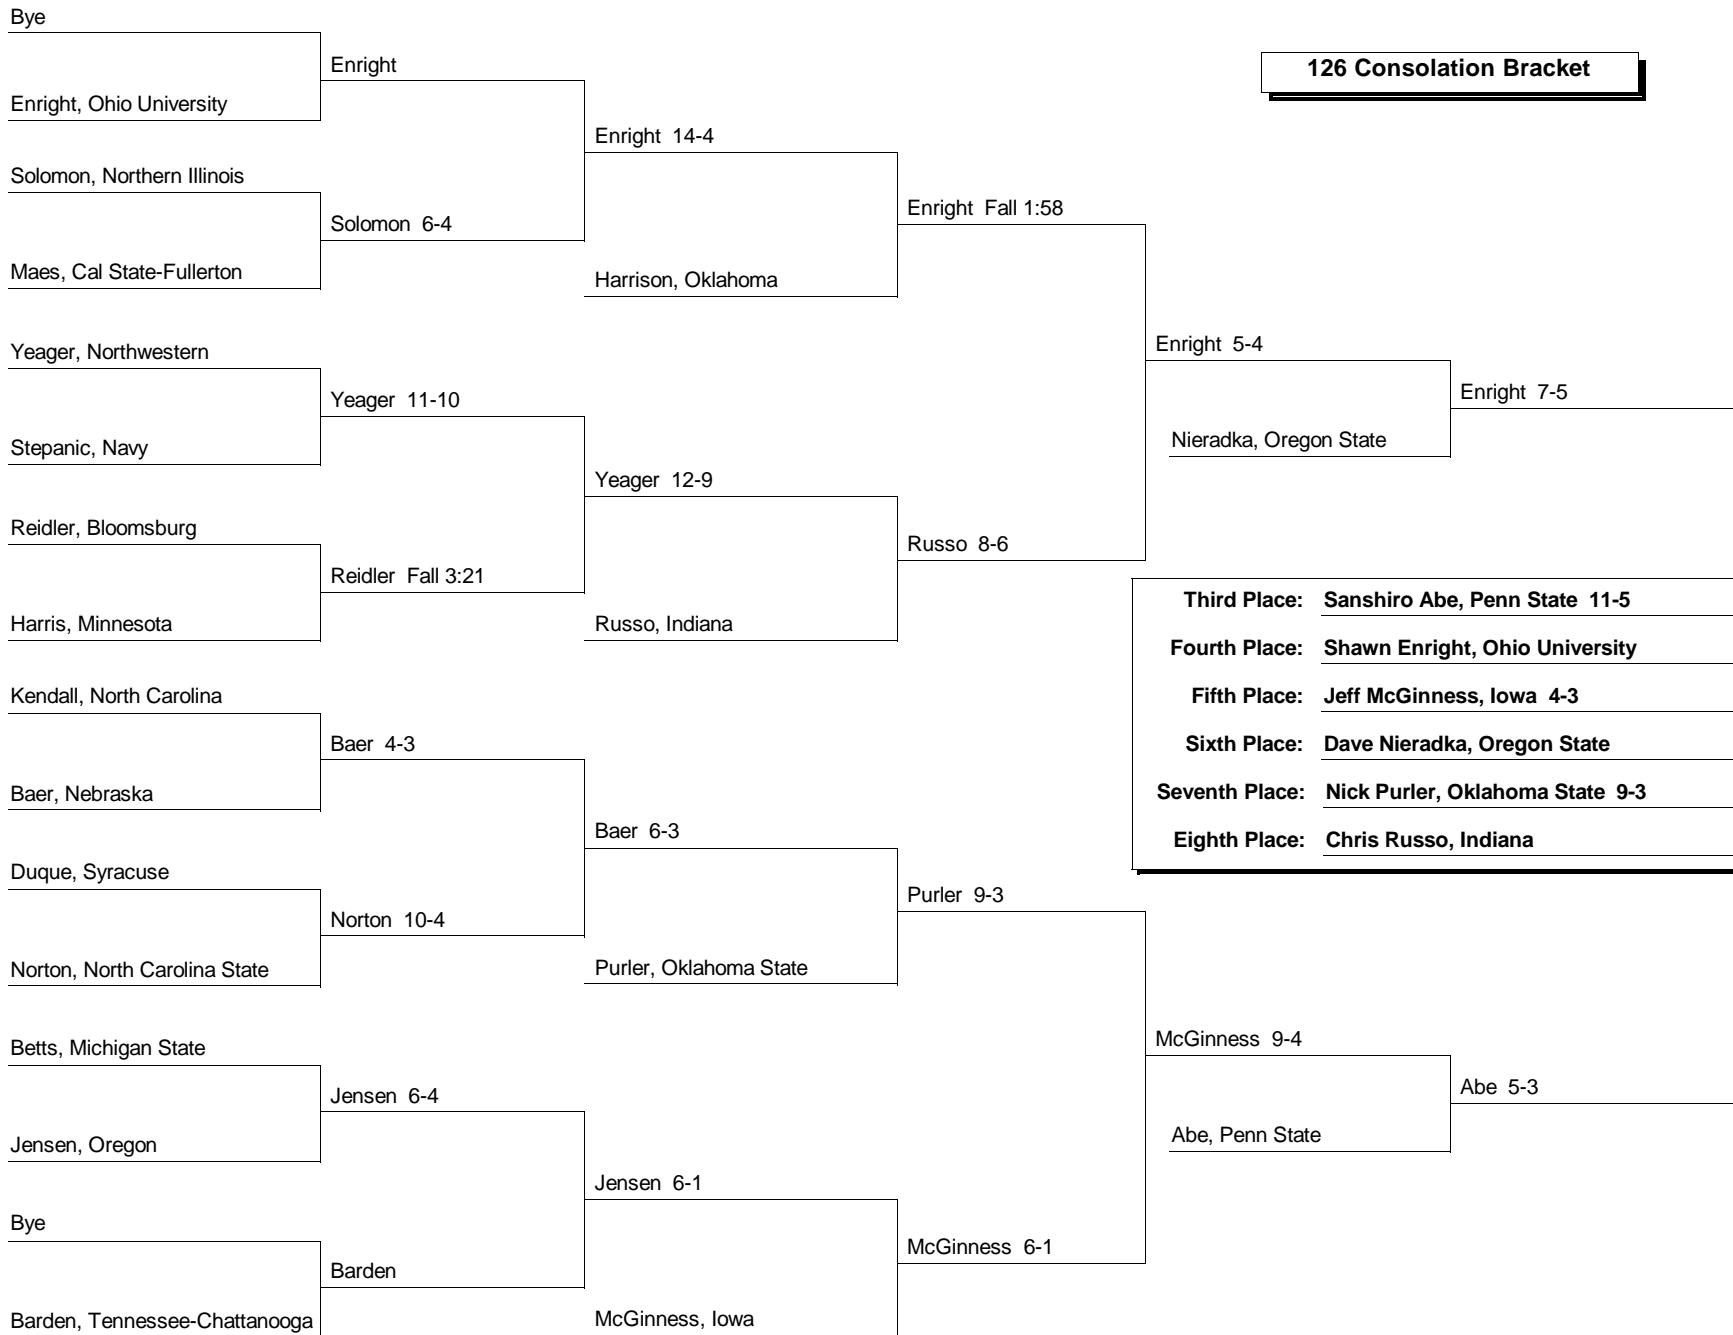 Bye
Enright
126 Consolation Bracket
Enright, Ohio University
Enright 14-4
Solomon, Northern Illinois
Enright Fall 1:58
Solomon 6-4
Maes, Cal State-Fullerton
Harrison, Oklahoma
Yeager, Northwestern
Enright 5-4
Yeager 11-10
Enright 7-5
Stepanic, Navy
Nieradka, Oregon State
Yeager 12-9
Reidler, Bloomsburg
Russo 8-6
Reidler Fall 3:21
Harris, Minnesota
Russo, Indiana
Third Place: Sanshiro Abe, Penn State 11-5
Fourth Place: Shawn Enright, Ohio University
Fifth Place: Jeff McGinness, Iowa 4-3
Sixth Place: Dave Nieradka, Oregon State
Seventh Place: Nick Purler, Oklahoma State 9-3
Eighth Place: Chris Russo, Indiana
Kendall, North Carolina
Baer 4-3
Baer, Nebraska
Baer 6-3
Duque, Syracuse
Purler 9-3
Norton 10-4
Norton, North Carolina State
Purler, Oklahoma State
Betts, Michigan State
McGinness 9-4
Jensen 6-4
Abe 5-3
Jensen, Oregon
Abe, Penn State
Jensen 6-1
Bye
McGinness 6-1
Barden
Barden, Tennessee-Chattanooga
McGinness, Iowa